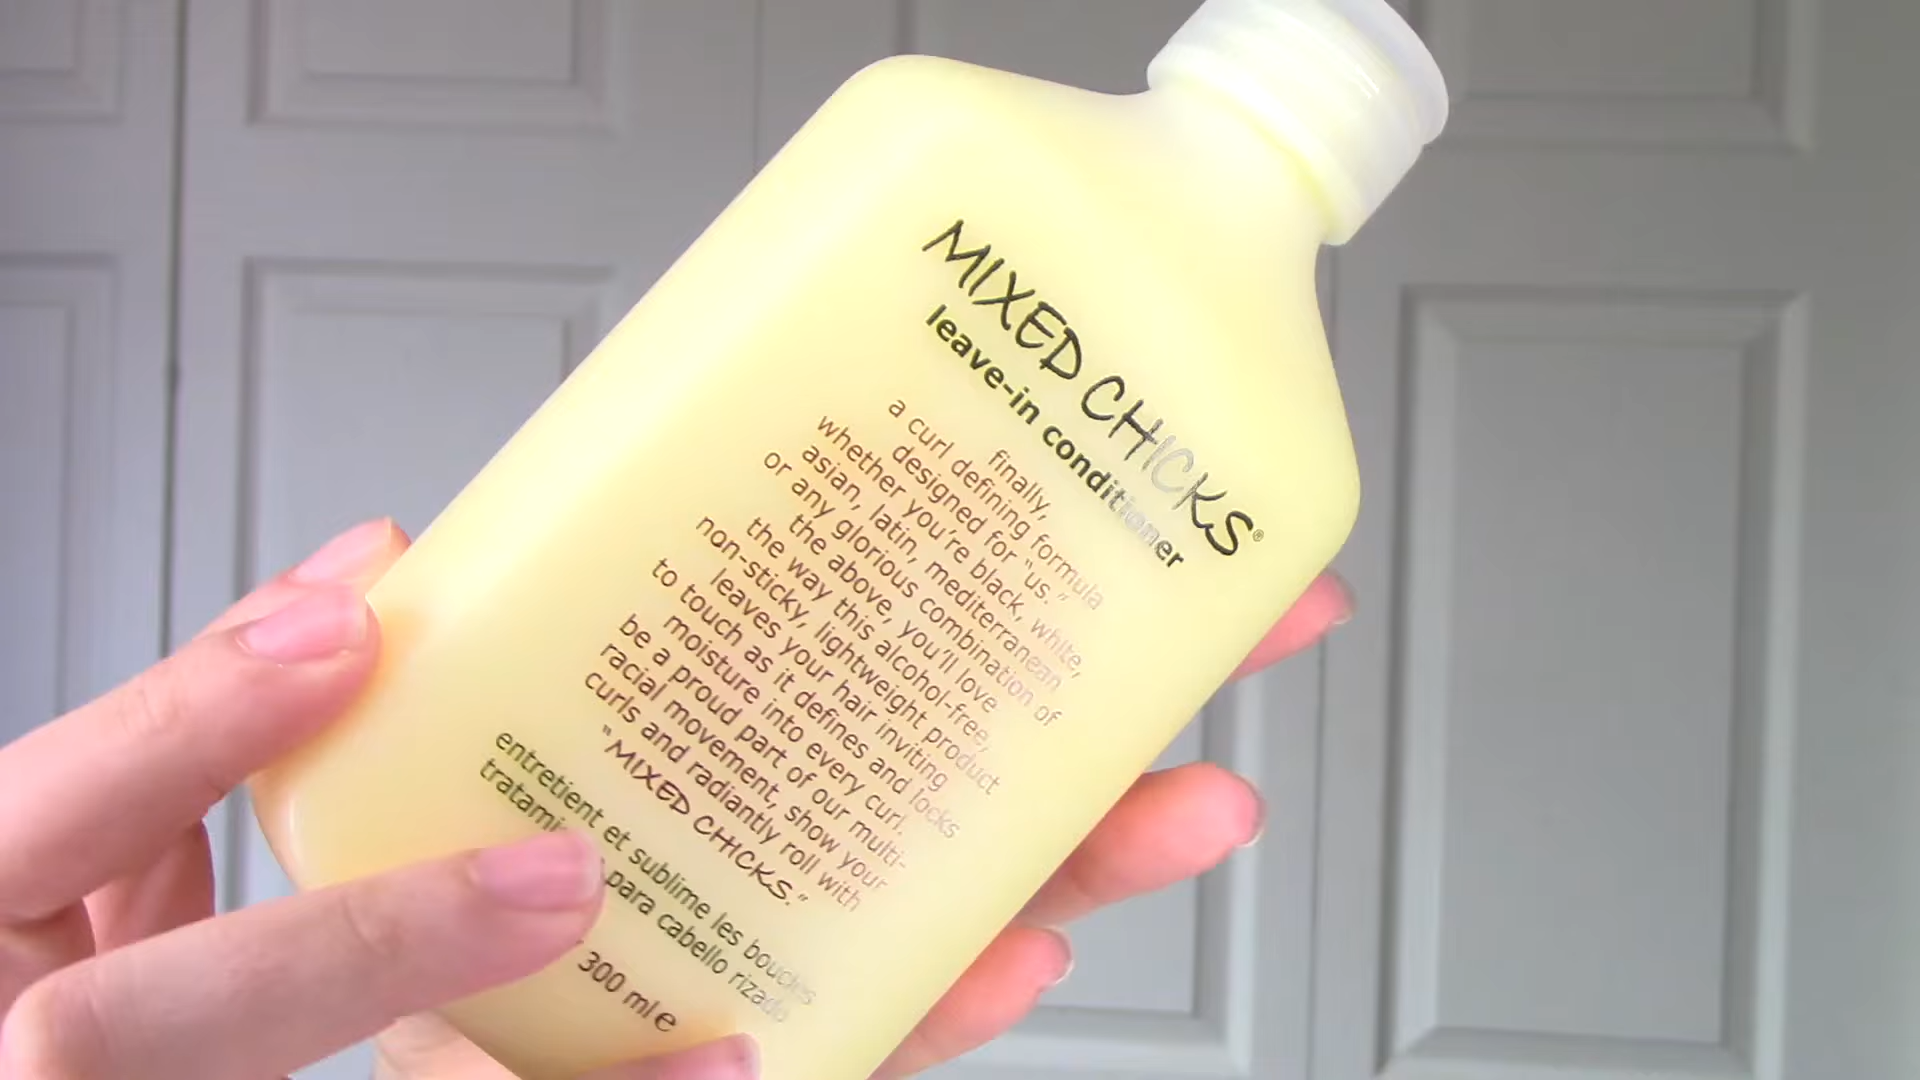 MIXED CHICKS®
leave-in conditioner
finally,
a curl defining formula
designed for "us."
whether you're black, white,
asian, latin, mediterranean
or any glorious combination of
the above, you'll love
the way this alcohol-free,
non-sticky, lightweight product
leaves your hair inviting
to touch as it defines and locks
moisture into every curl.
be a proud part of our multi-
racial movement, show your
curls and radiantly roll with
"MIXED CHICKS."
entretient et sublime les boucles
para cabello rizado
300 ml e